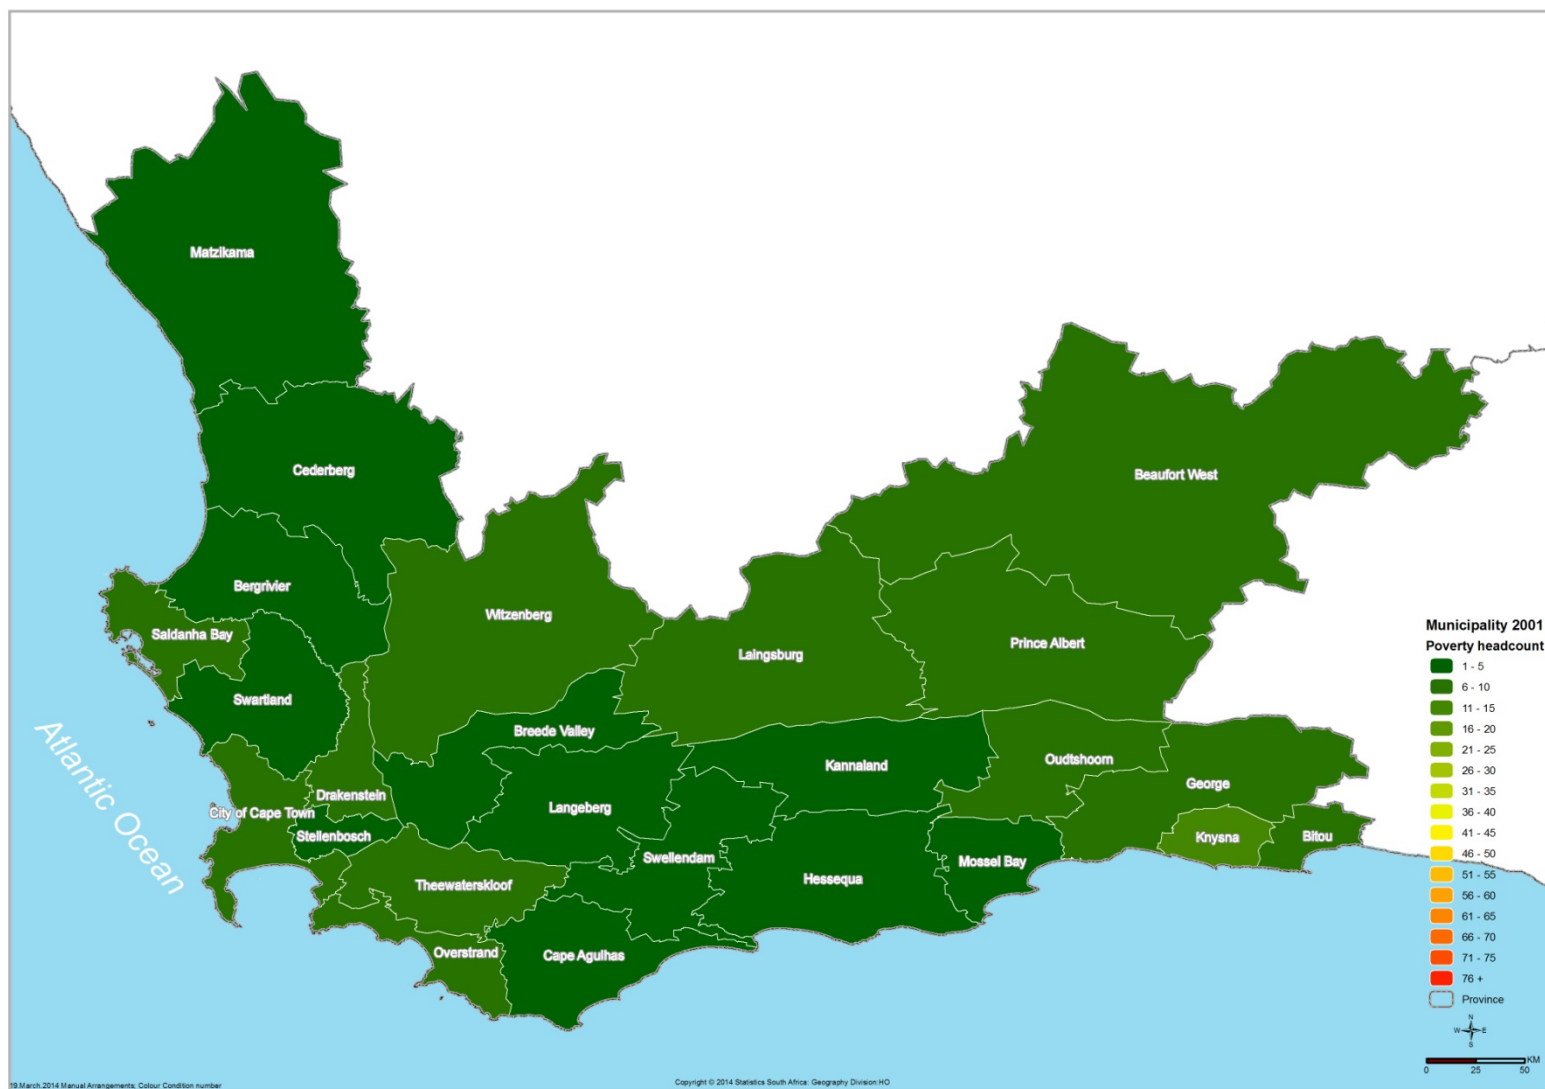 Matzikama
Cederberg
Beaufort West
Bergrivier
Witzenberg
Saldanha Bay
Prince Albert
Laingsburg
Swartland
Breede Valley
Oudtshoorn
Kannaland
George
Drakenstein
Langeberg
City of Cape Town
Stellenbosch
Knysna
Bitou
Swellendam
Mossel Bay
Hessequa
Theewaterskloof
Overstrand
Cape Agulhas
Atlantic Ocean
Municipality 2001
Poverty headcount
1 - 5
6 - 10
11 - 15
16 - 20
21 - 25
26 - 30
31 - 35
36 - 40
41 - 45
46 - 50
51 - 55
56 - 60
61 - 65
66 - 70
71 - 75
76 +
Province
N
W E
S
KM
0 25 50
19.March.2014 Manual Arrangements; Colour Condition number
Copyright © 2014 Statistics South Africa: Geography Division:HO